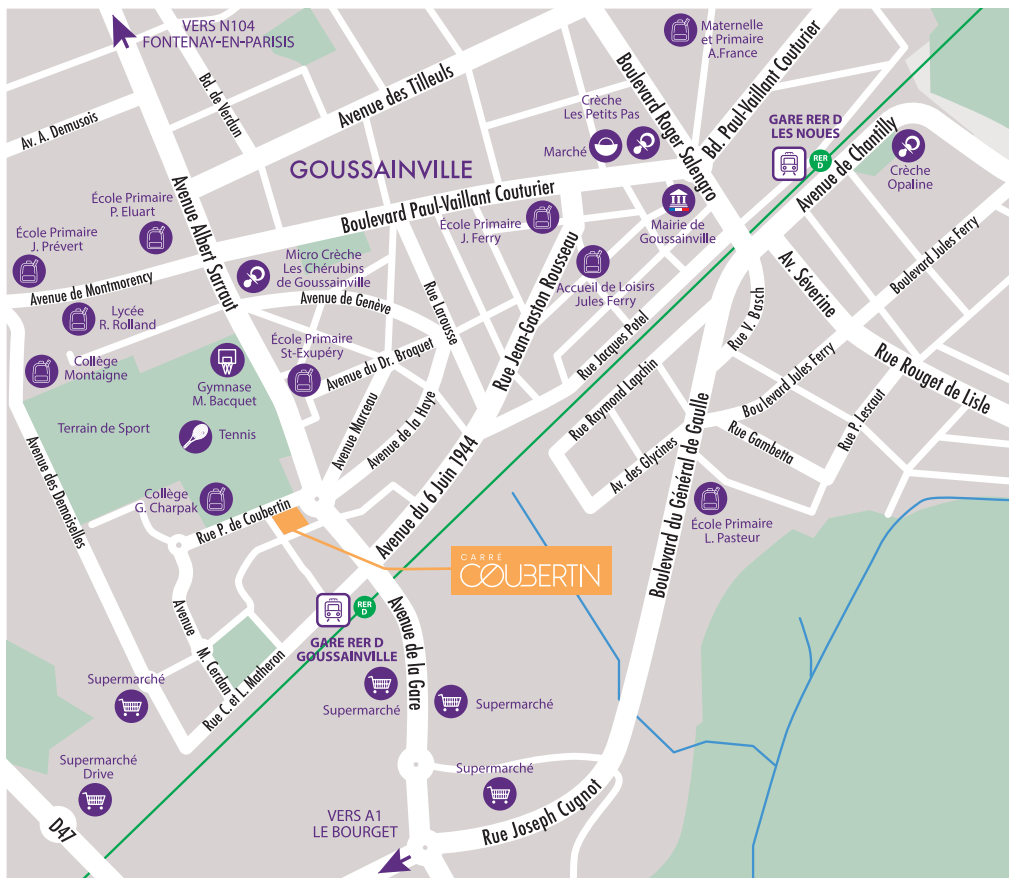 VERS N104
FONTENAY-EN-PARISIS
Bd. de Verdun
Av. A. Demusois
Avenue des Tilleuls
Maternelle
et Primaire
A.France
Boulevard Roger Salengro
Bd. Paul-Vaillant Couturier
Crèche
Les Petits Pas
Marché
GARE RER D
LES NOUES
RER
D
Avenue de Chantilly
Crèche
Opaline
GOUSSAINVILLE
Avenue Albert Sarraut
École Primaire
P. Eluart
École Primaire
J. Prévert
Boulevard Paul-Vaillant Couturier
École Primaire
J. Ferry
Mairie de
Goussainville
Micro Crèche
Les Chérubins
de Goussainville
Accueil de Loisirs
Jules Ferry
Avenue de Montmorency
Avenue de Genève
Rue Larousse
Rue Jean-Gaston Rousseau
Av. Séverine
Boulevard Jules Ferry
Lycée
R. Rolland
Collège
Montaigne
Gymnase
M. Bacquet
École Primaire
St-Exupéry
Avenue du Dr. Broquet
Rue Jacques Potel
Rue V. Basch
Rue Rouget de Lisle
Boulevard Jules Ferry
Rue Raymond Laplchin
Rue P. Lescaut
Rue Gambetta
Av. des Glycines
Terrain de Sport
Tennis
Avenue Marceau
Avenue de la Haye
Avenue du 6 Juin 1944
Boulevard du Général de Gaulle
Avenue des Demoiselles
Collège
G. Charpak
Rue P. de Coubertin
École Primaire
L. Pasteur
CARRÉ
COUBERTIN
RER
D
GARE RER D
GOUSSAINVILLE
Avenue de la Gare
Avenue
M. Cerdan
Rue C. et L. Matheron
Supermarché
Supermarché
Supermarché
Supermarché
Drive
Supermarché
D47
VERS A1
LE BOURGET
Rue Joseph Cugnot